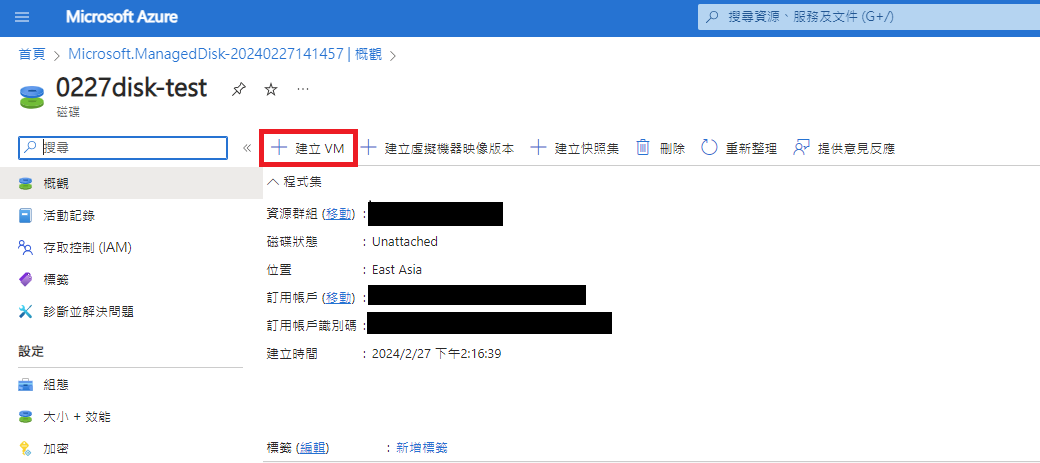 Microsoft Azure
搜尋資源、服務及文件 (G+/)
首頁 > Microsoft.ManagedDisk-20240227141457 | 概觀 >
0227disk-test
磁碟
搜尋
«
建立 VM
建立虛擬機器映像版本
建立快照集
刪除
重新整理
提供意見反應
概觀
活動記錄
存取控制 (IAM)
標籤
診斷並解決問題
設定
組態
大小 + 效能
加密
程式集
資源群組 (移動) :
磁碟狀態 : Unattached
位置 : East Asia
訂用帳戶 (移動) :
訂用帳戶識別碼 :
建立時間 : 2024/2/27 下午2:16:39
標籤 (編輯) : 新增標籤